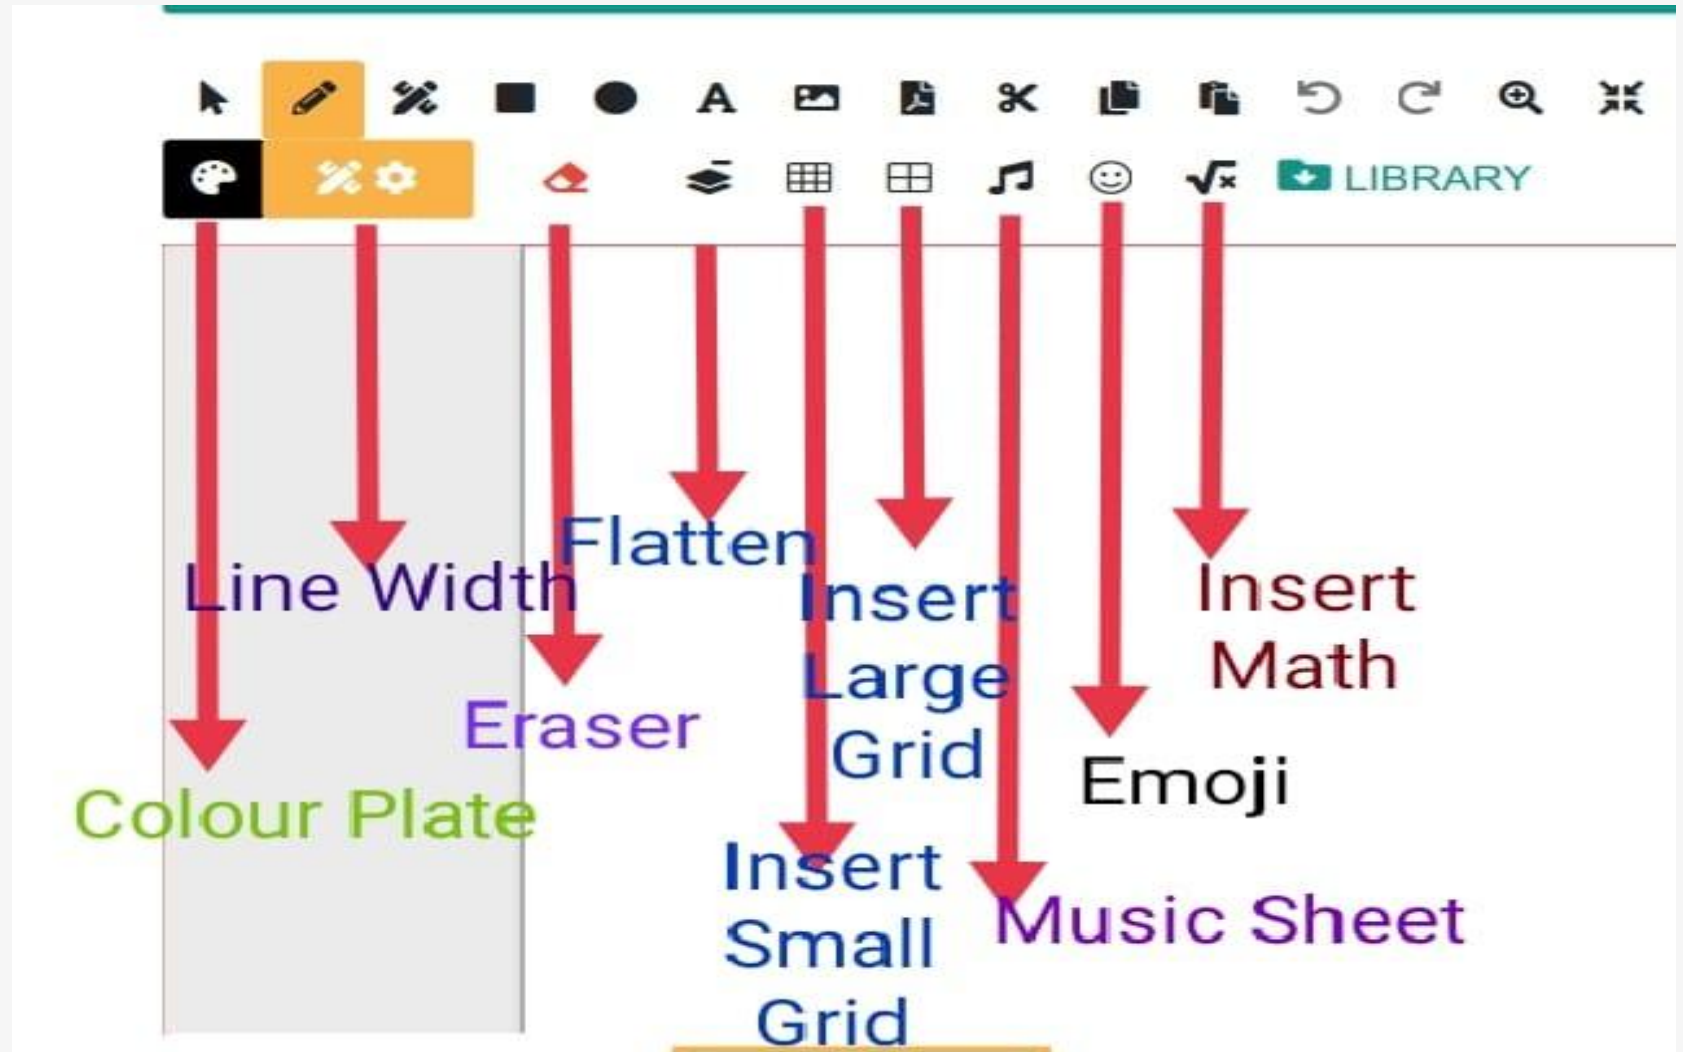 LIBRARY
Flatten
Line Width
Insert
Large
Grid
Insert
Math
Eraser
Emoji
Colour Plate
Insert
Small
Grid
Music Sheet